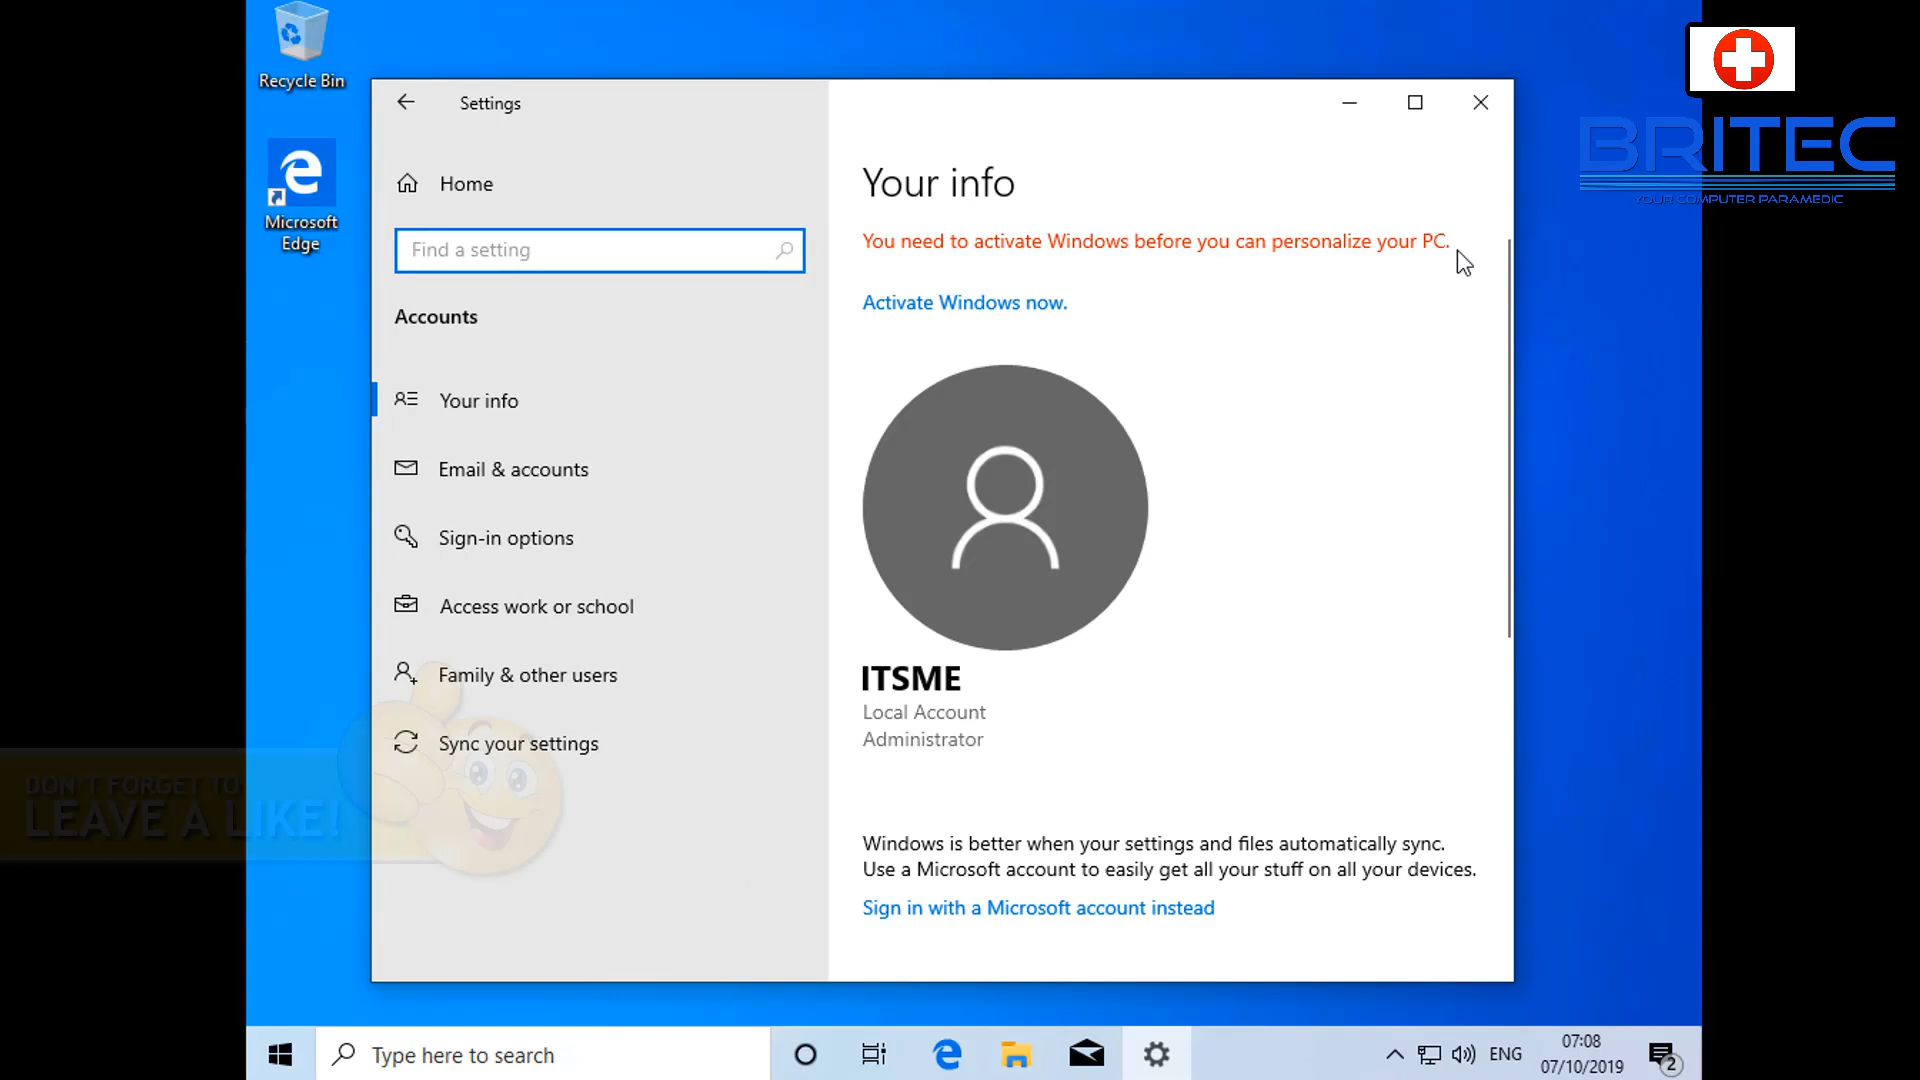 Recycle Bin
Microsoft
Edge
Settings
Home
Find a setting
Accounts
Your info
Email & accounts
Sign-in options
Access work or school
Family & other users
Sync your settings
Your info
You need to activate Windows before you can personalize your PC.
Activate Windows now.
ITSME
Local Account
Administrator
Windows is better when your settings and files automatically sync.
Use a Microsoft account to easily get all your stuff on all your devices.
Sign in with a Microsoft account instead
BRITEC
YOUR COMPUTER PARAMEDIC
DON'T FORGET TO
LEAVE A LIKE!
Type here to search
ENG
07:08
07/10/2019
2